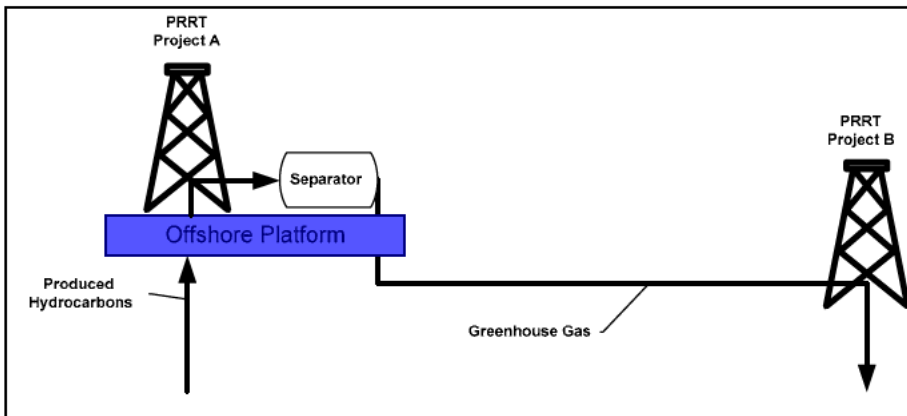 PRRT
Project A
PRRT
Project B
Separator
Offshore Platform
Produced
Hydrocarbons
Greenhouse Gas